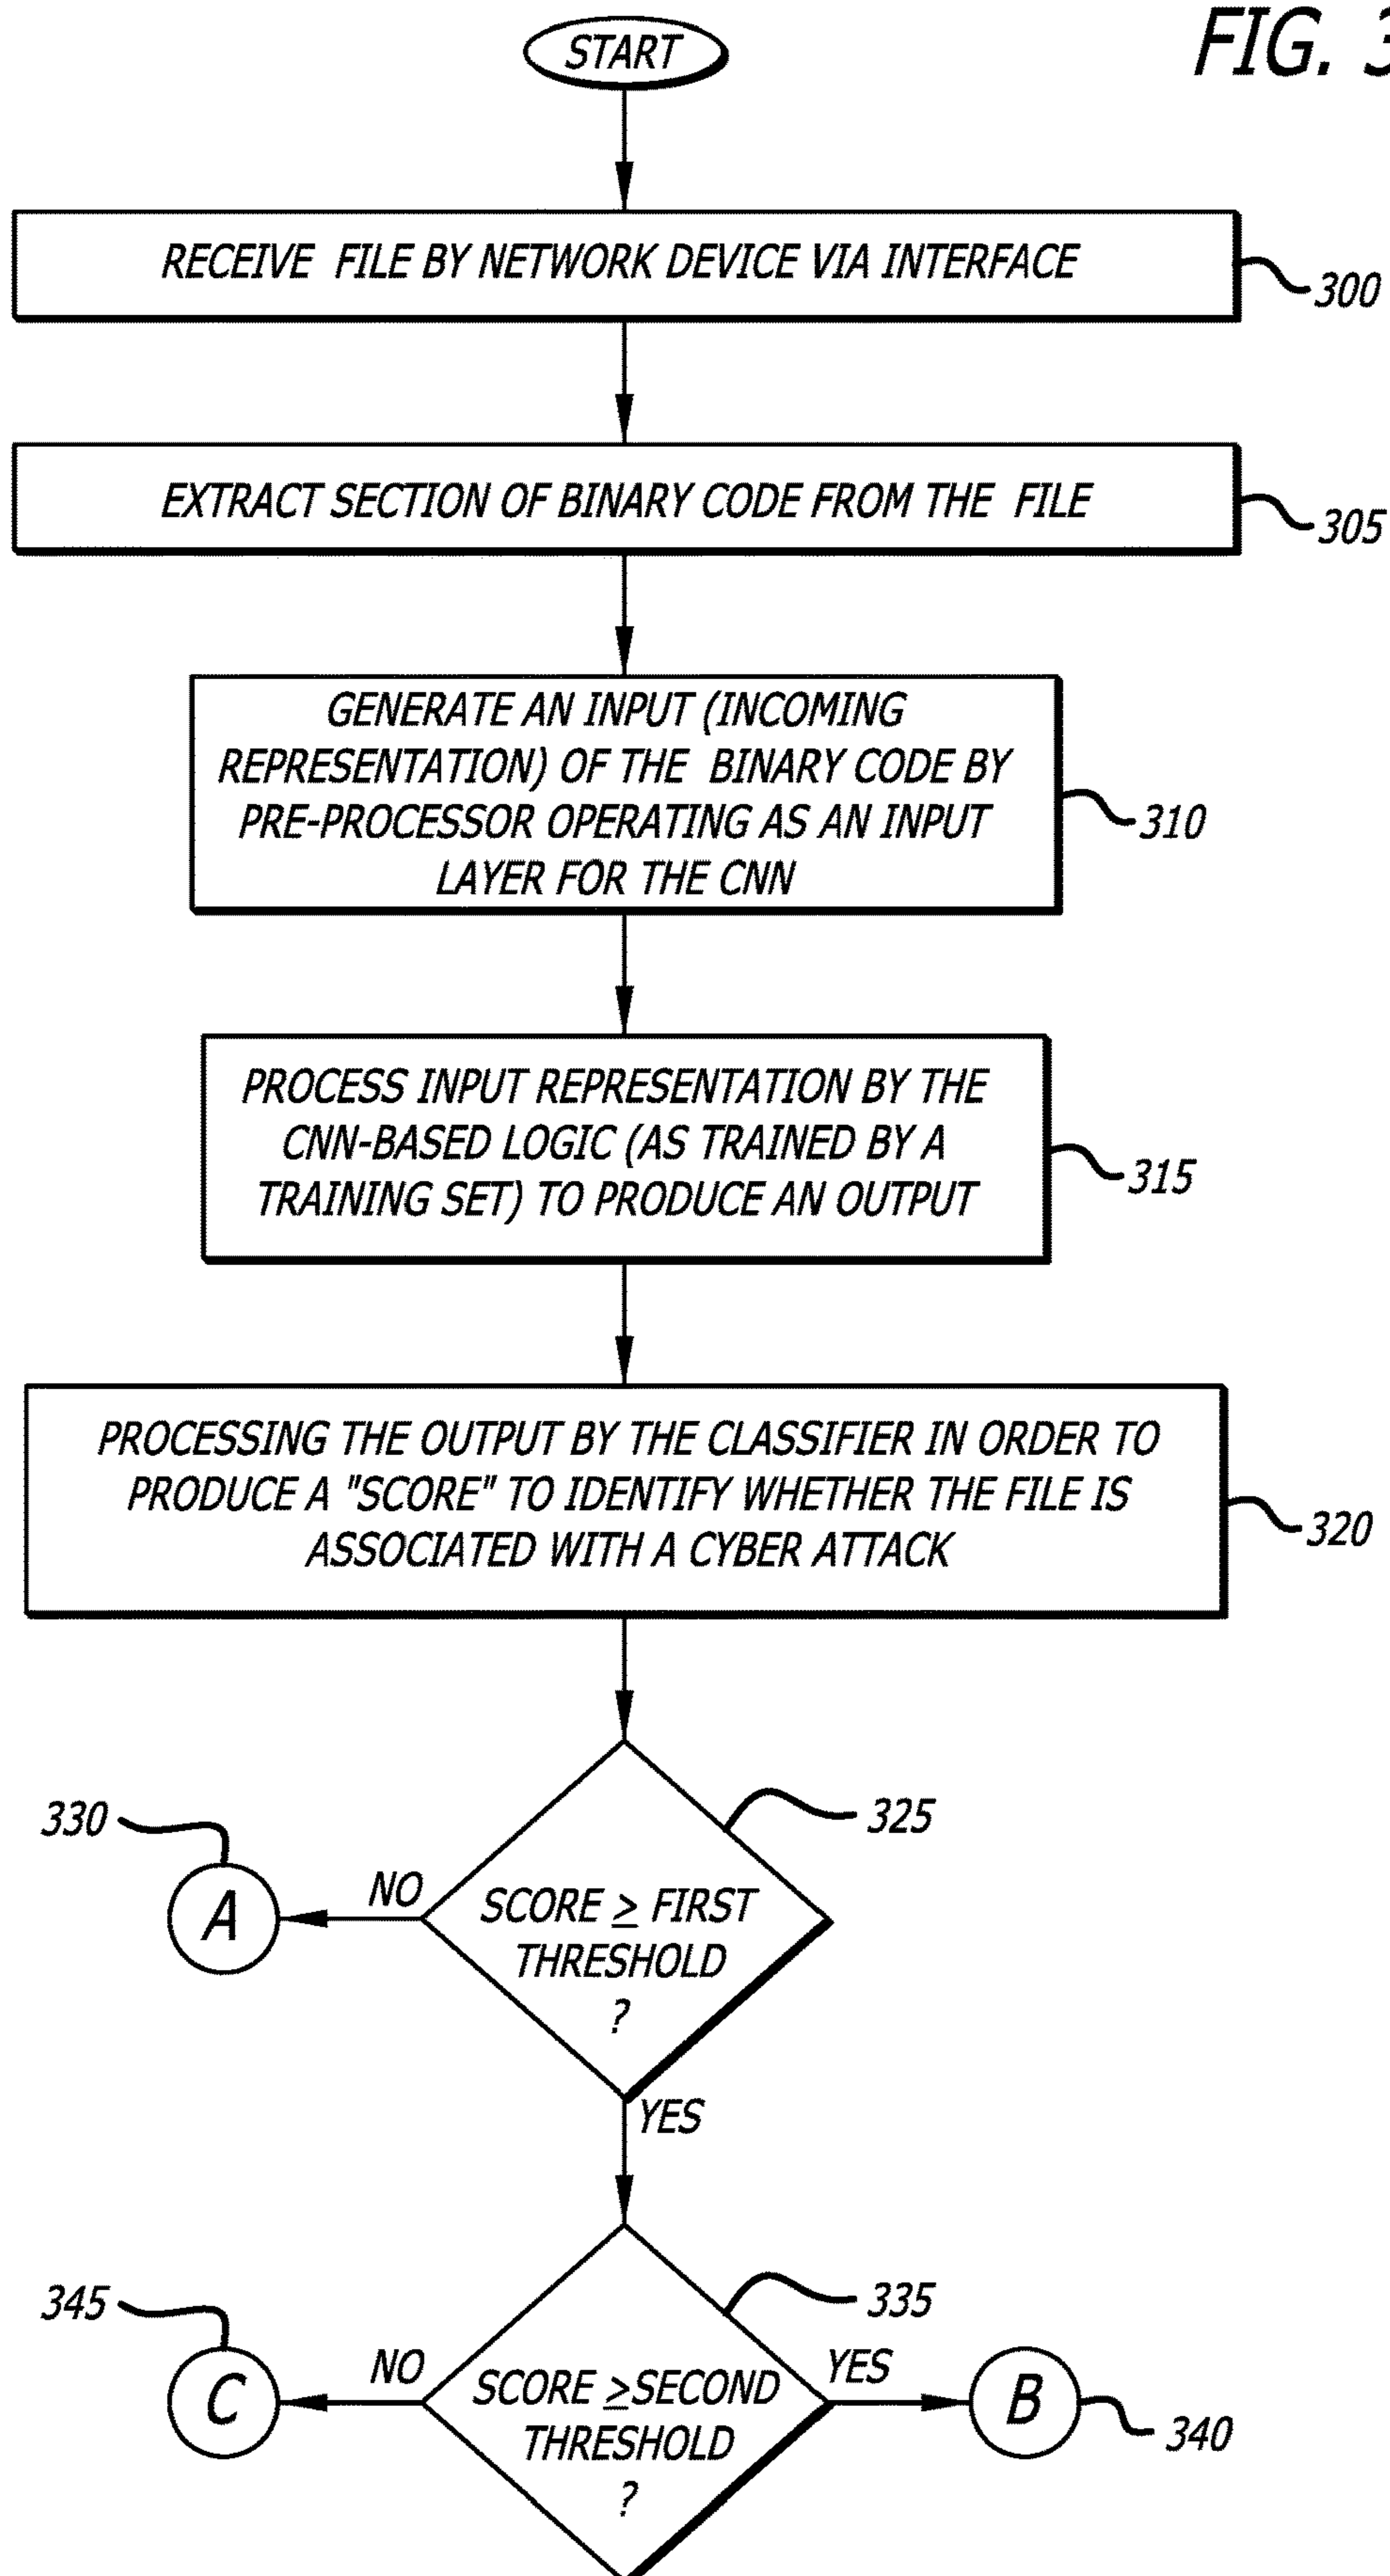 START
FIG. 3
RECEIVE FILE BY NETWORK DEVICE VIA INTERFACE
300
EXTRACT SECTION OF BINARY CODE FROM THE FILE
305
GENERATE AN INPUT (INCOMING
REPRESENTATION) OF THE BINARY CODE BY
PRE-PROCESSOR OPERATING AS AN INPUT
LAYER FOR THE CNN
310
PROCESS INPUT REPRESENTATION BY THE
CNN-BASED LOGIC (AS TRAINED BY A
TRAINING SET) TO PRODUCE AN OUTPUT
315
PROCESSING THE OUTPUT BY THE CLASSIFIER IN ORDER TO
PRODUCE A "SCORE" TO IDENTIFY WHETHER THE FILE IS
ASSOCIATED WITH A CYBER ATTACK
320
330
325
A
NO
SCORE ≥ FIRST
THRESHOLD
?
YES
345
335
C
NO
SCORE ≥SECOND
THRESHOLD
?
YES
B
340